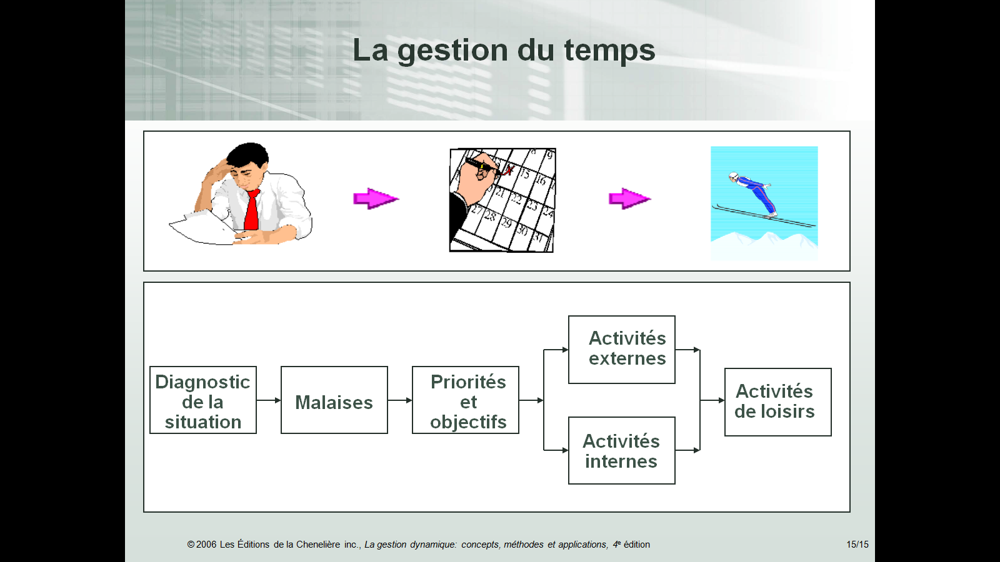 La gestion du temps
8 9
15 16
21 22 23 24
27 28 29 30 31
Diagnostic
de la
situation
Malaises
Priorités
et
objectifs
Activités
externes
Activités
internes
Activités
de loisirs
© 2006 Les Éditions de la Chenelière inc., La gestion dynamique: concepts, méthodes et applications, 4e édition
15/15